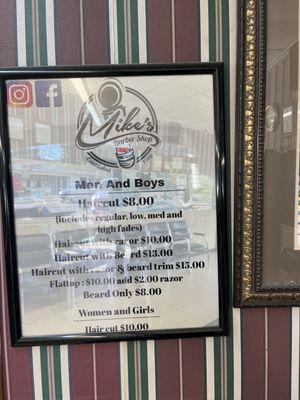 Mike's
Barber Shop
Men And Boys
Haircut $8.00
(includes regular, low, med and
high fades)
Haircut with razor $10.00
Haircut with Beard $13.00
Haircut with razor & beard trim $15.00
Flattop : $10.00 add $2.00 razor
Beard Only $8.00
Women and Girls
Hair cut $10.00